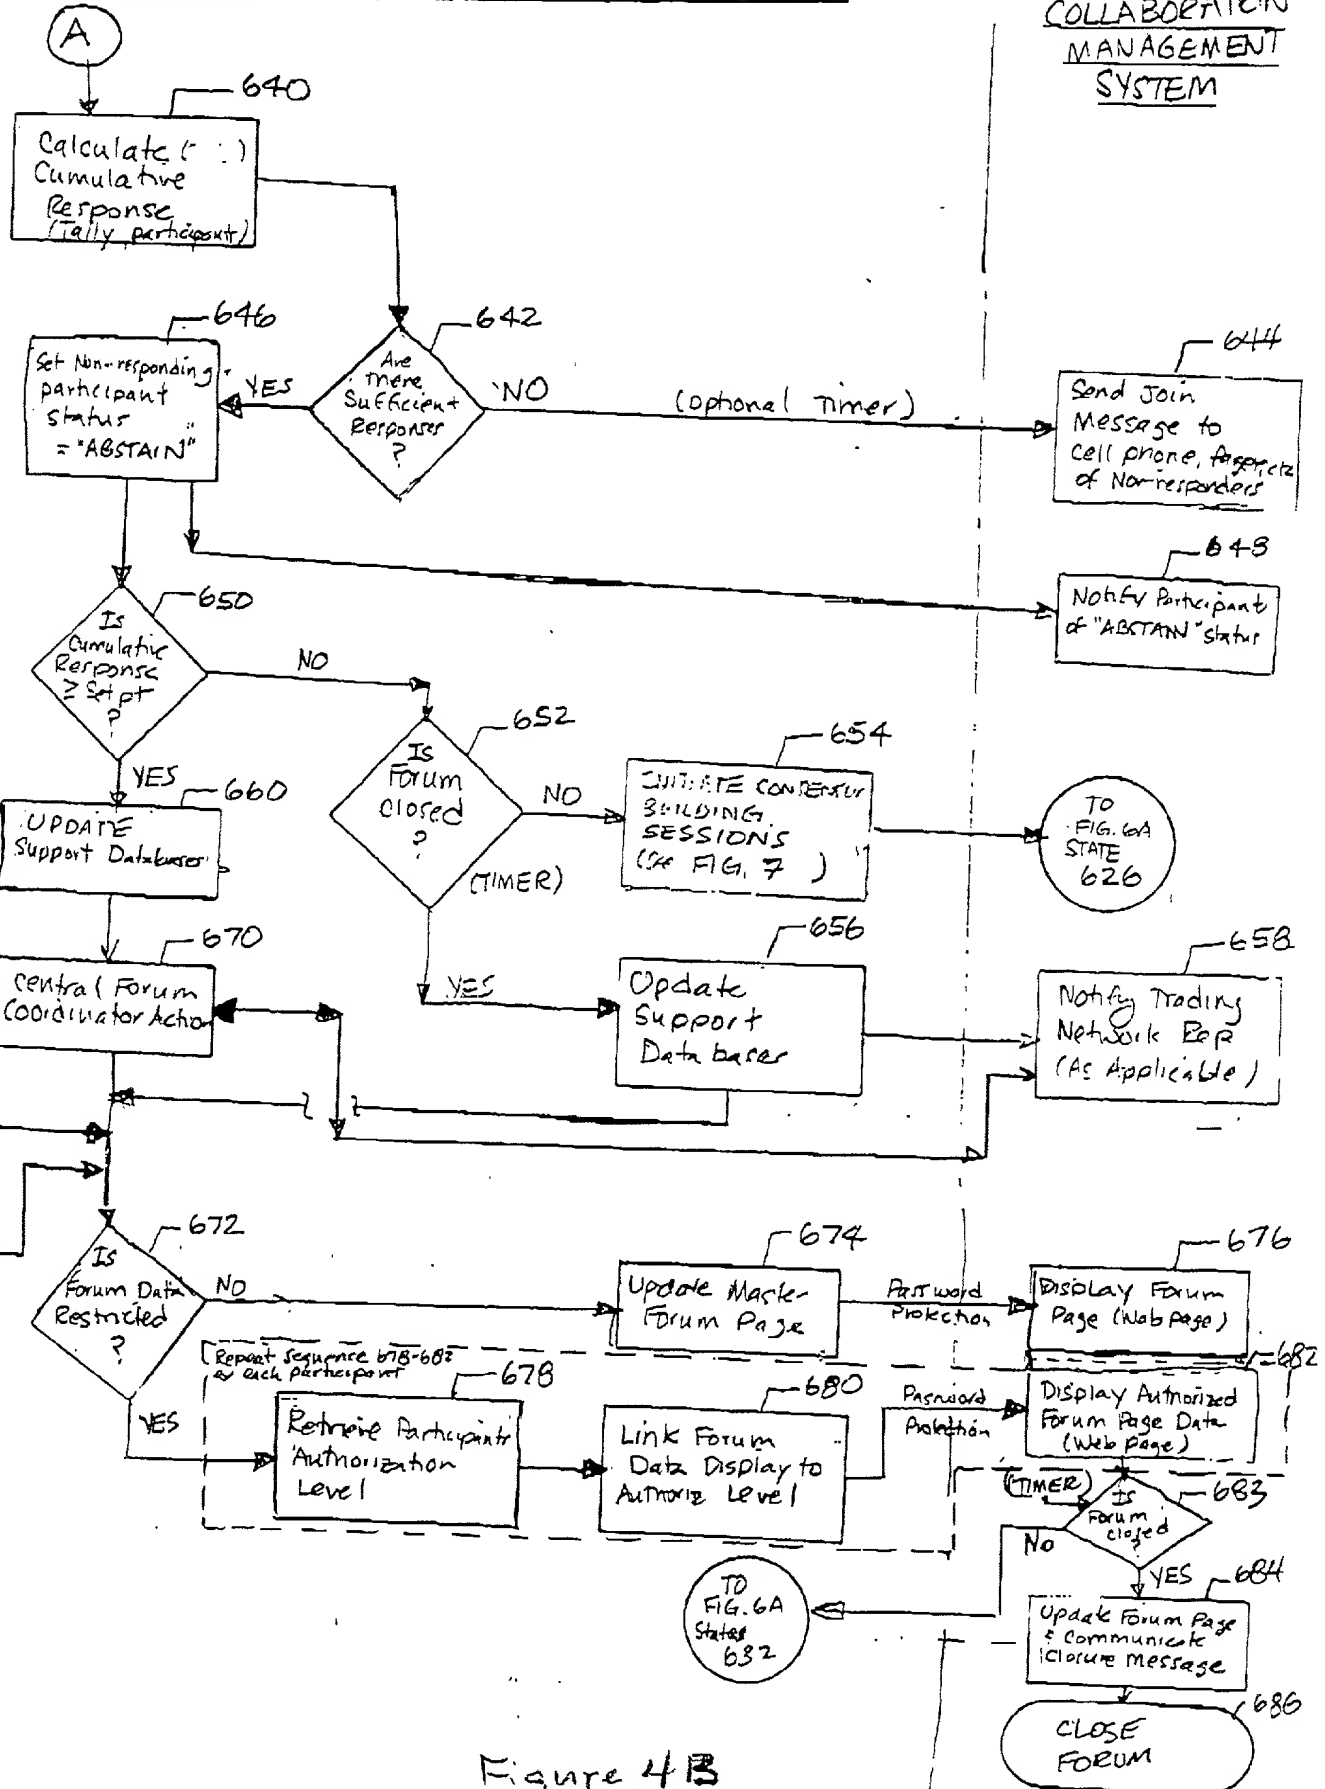 COLLABORATION
MANAGEMENT
SYSTEM
A
640
Calculate
Cumulative
Response
(Tally participant)
646
Set Non-responding
participant
status
= "ABSTAIN"
642
Are
there
Sufficient
Responses
?
YES
NO
(Optional Timer)
644
Send Join
Message to
cell phone, pager, etc
of Non-responders
648
Notify Participant
of "ABSTAIN" status
650
Is
Cumulative
Response
≥ Set pt
?
NO
YES
652
Is
Forum
closed
?
NO
(TIMER)
YES
654
INITIATE CONSENSUS
BUILDING
SESSIONS
(See FIG. 7 )
TO
FIG. 6A
STATE
626
660
UPDATE
Support Databases
670
Central Forum
Coordinator Action
656
Update
Support
Databases
658
Notify Trading
Network Rep
(As Applicable)
672
Is
Forum Data
Restricted
?
NO
YES
674
Update Master
Forum Page
Password
Protection
676
Display Forum
Page (Web page)
Repeat sequence 678-682
for each participant
678
Retrieve Participants
Authorization
Level
680
Link Forum
Data Display to
Authoriz Level
Password
Protection
682
Display Authorized
Forum Page Data
(Web page)
(TIMER)
683
Is
Forum
closed
?
No
YES
TO
FIG. 6A
States
632
684
Update Forum Page
& Communicate
Closure message
686
CLOSE
FORUM
Figure 4B